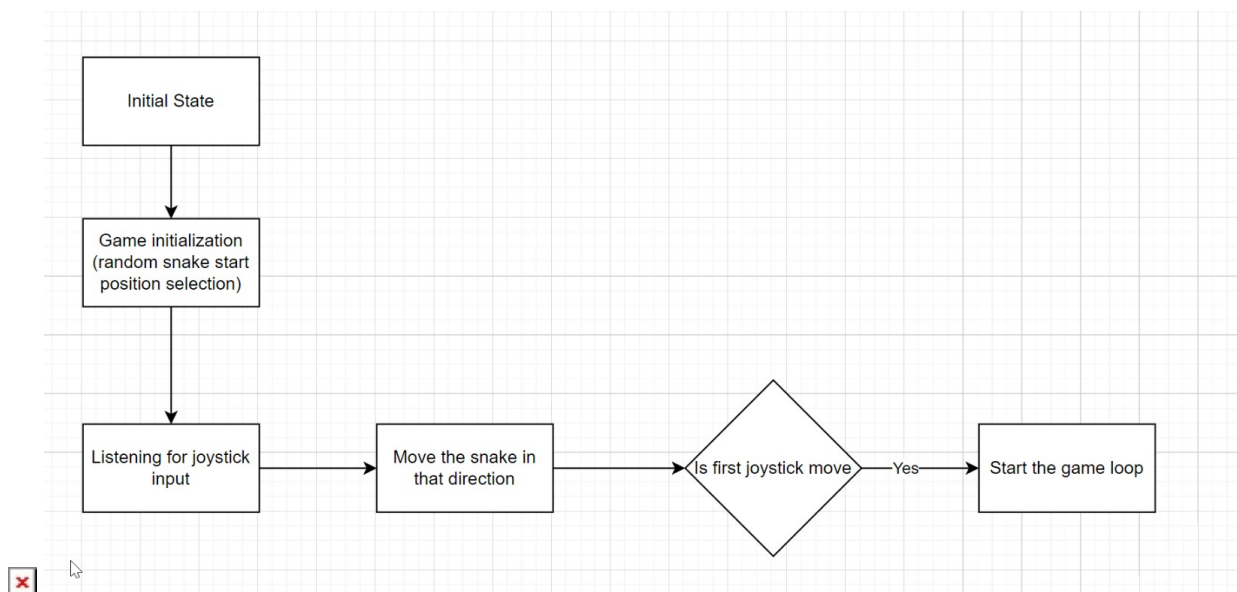 Initial State
Game initialization
(random snake start
position selection)
Listening for joystick
input
Move the snake in
that direction
Is first joystick move
Yes
Start the game loop